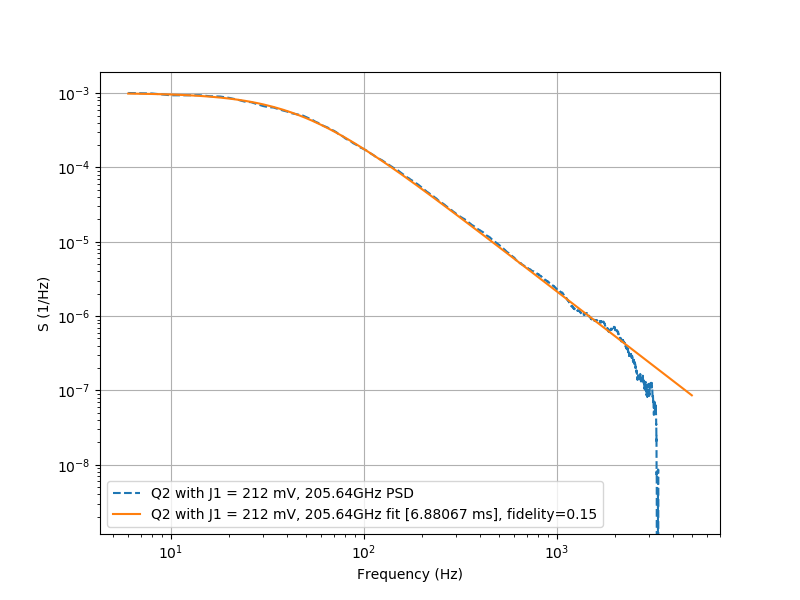 10⁻³
10⁻⁴
10⁻⁵
10⁻⁶
10⁻⁷
10⁻⁸
S (1/Hz)
Q2 with J1 = 212 mV, 205.64GHz PSD
Q2 with J1 = 212 mV, 205.64GHz fit [6.88067 ms], fidelity=0.15
10¹
10²
10³
Frequency (Hz)